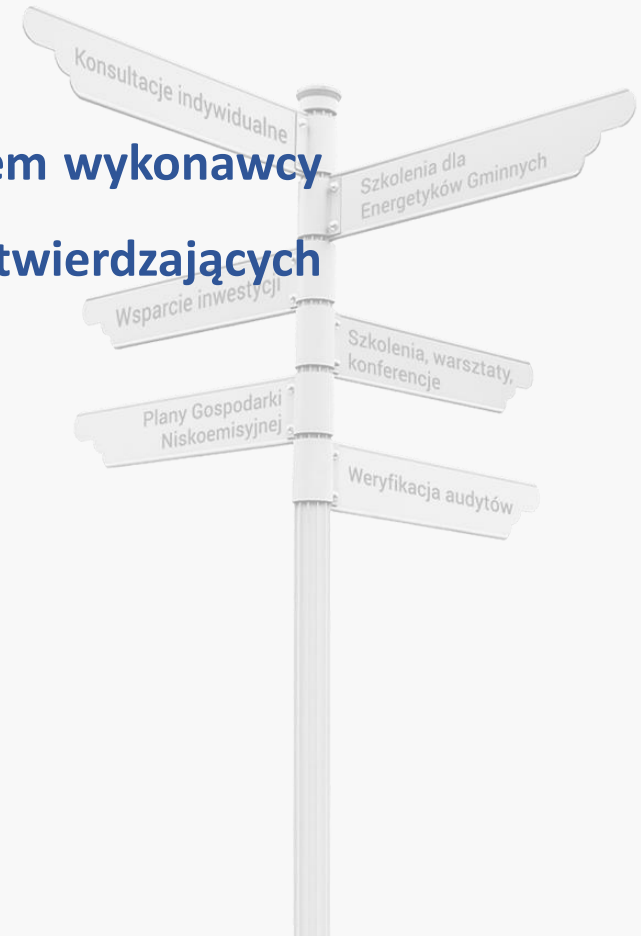 Konsultacje indywidualne
em wykonawcy
Szkolenia dla
Energetyków Gminnych
twierdzających
Wsparcie inwestycji
Szkolenia, warsztaty,
konferencje
Plany Gospodarki
Niskoemisyjnej
Weryfikacja audytów